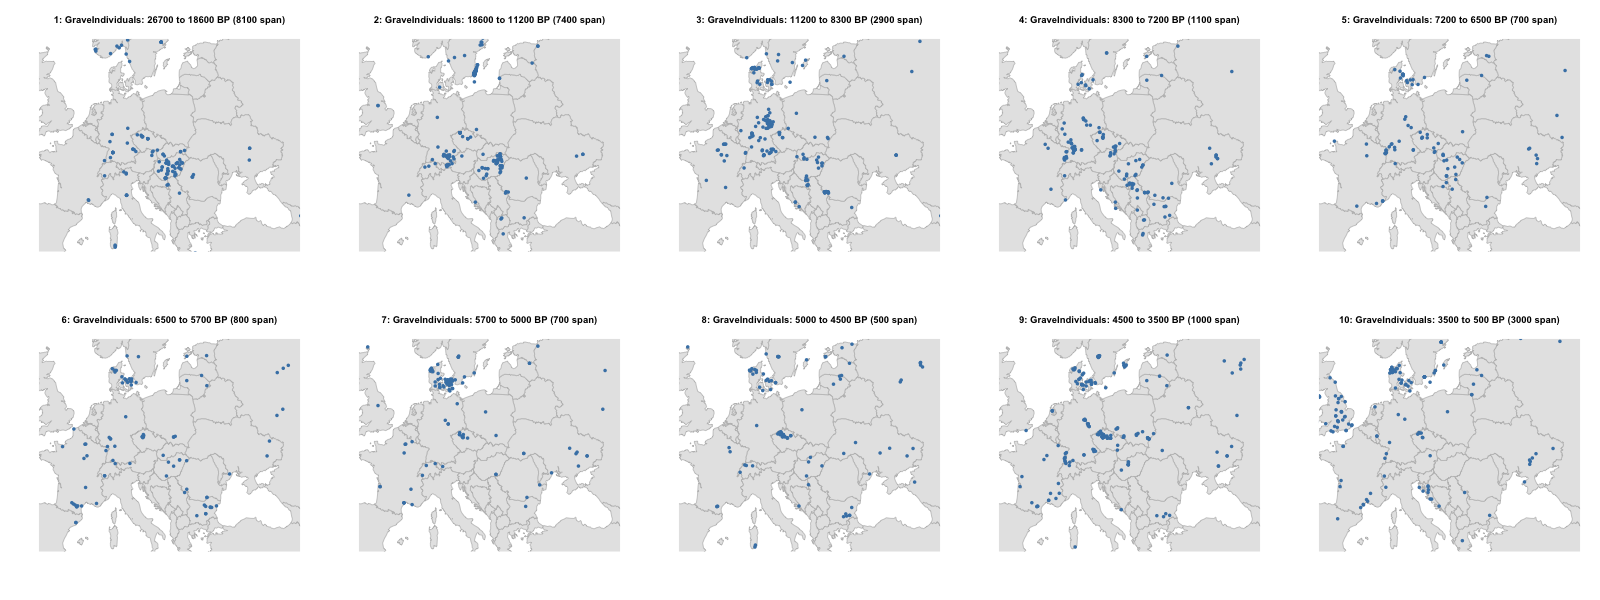 1: GraveIndividuals: 26700 to 18600 BP (8100 span)
2: GraveIndividuals: 18600 to 11200 BP (7400 span)
3: GraveIndividuals: 11200 to 8300 BP (2900 span)
4: GraveIndividuals: 8300 to 7200 BP (1100 span)
5: GraveIndividuals: 7200 to 6500 BP (700 span)
6: GraveIndividuals: 6500 to 5700 BP (800 span)
7: GraveIndividuals: 5700 to 5000 BP (700 span)
8: GraveIndividuals: 5000 to 4500 BP (500 span)
9: GraveIndividuals: 4500 to 3500 BP (1000 span)
10: GraveIndividuals: 3500 to 500 BP (3000 span)